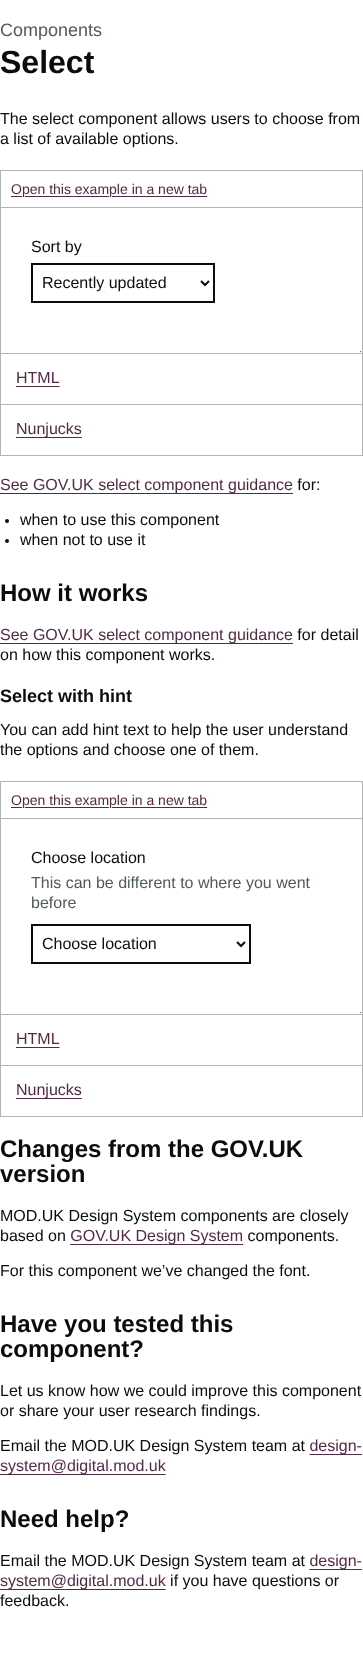 Components
Select
The select component allows users to choose from
a list of available options.
Open this example in a new tab
Sort by
Recently updated
HTML
Nunjucks
See GOV.UK select component guidance for:
• when to use this component
• when not to use it
How it works
See GOV.UK select component guidance for detail
on how this component works.
Select with hint
You can add hint text to help the user understand
the options and choose one of them.
Open this example in a new tab
Choose location
This can be different to where you went
before
Choose location
HTML
Nunjucks
Changes from the GOV.UK
version
MOD.UK Design System components are closely
based on GOV.UK Design System components.
For this component we’ve changed the font.
Have you tested this
component?
Let us know how we could improve this component
or share your user research findings.
Email the MOD.UK Design System team at design-
system@digital.mod.uk
Need help?
Email the MOD.UK Design System team at design-
system@digital.mod.uk if you have questions or
feedback.